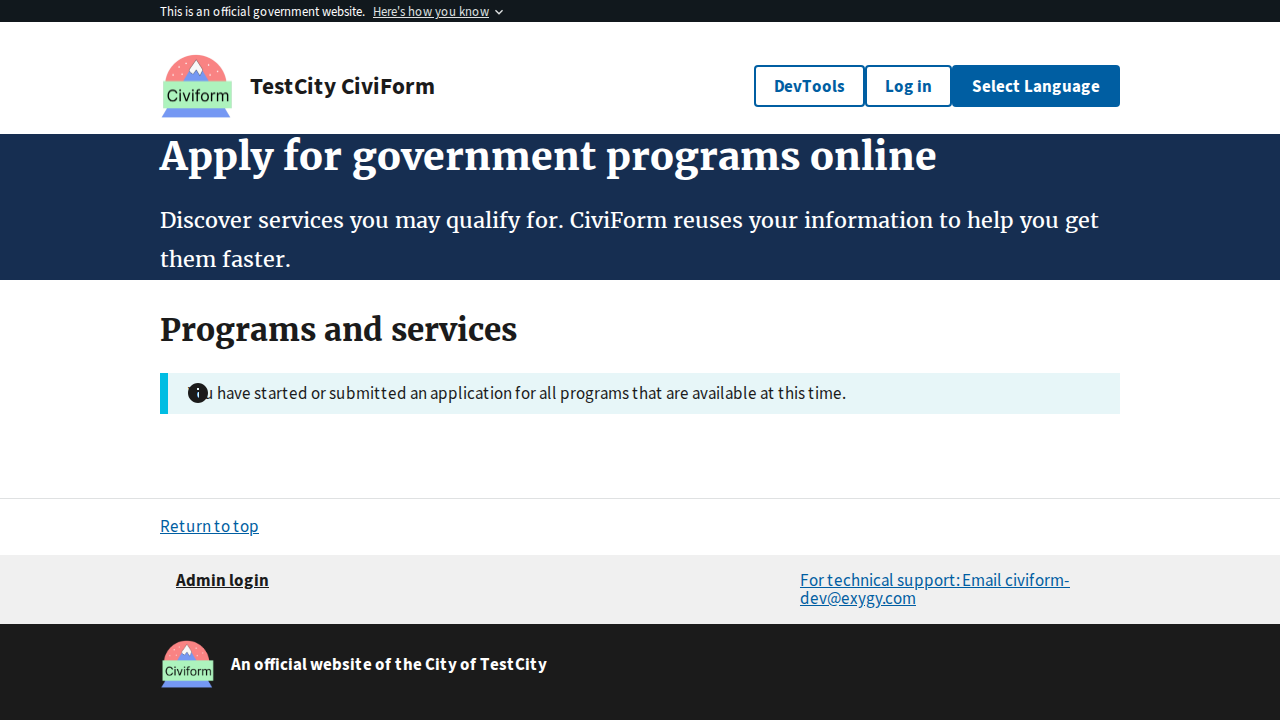 This is an official government website. Here's how you know
Civiform
TestCity CiviForm
DevTools
Log in
Select Language
Apply for government programs online
Discover services you may qualify for. CiviForm reuses your information to help you get
them faster.
Programs and services
have started or submitted an application for all programs that are available at this time.
Return to top
Admin login
For technical support: Email civiform-
dev@exygy.com
Civiform
An official website of the City of TestCity